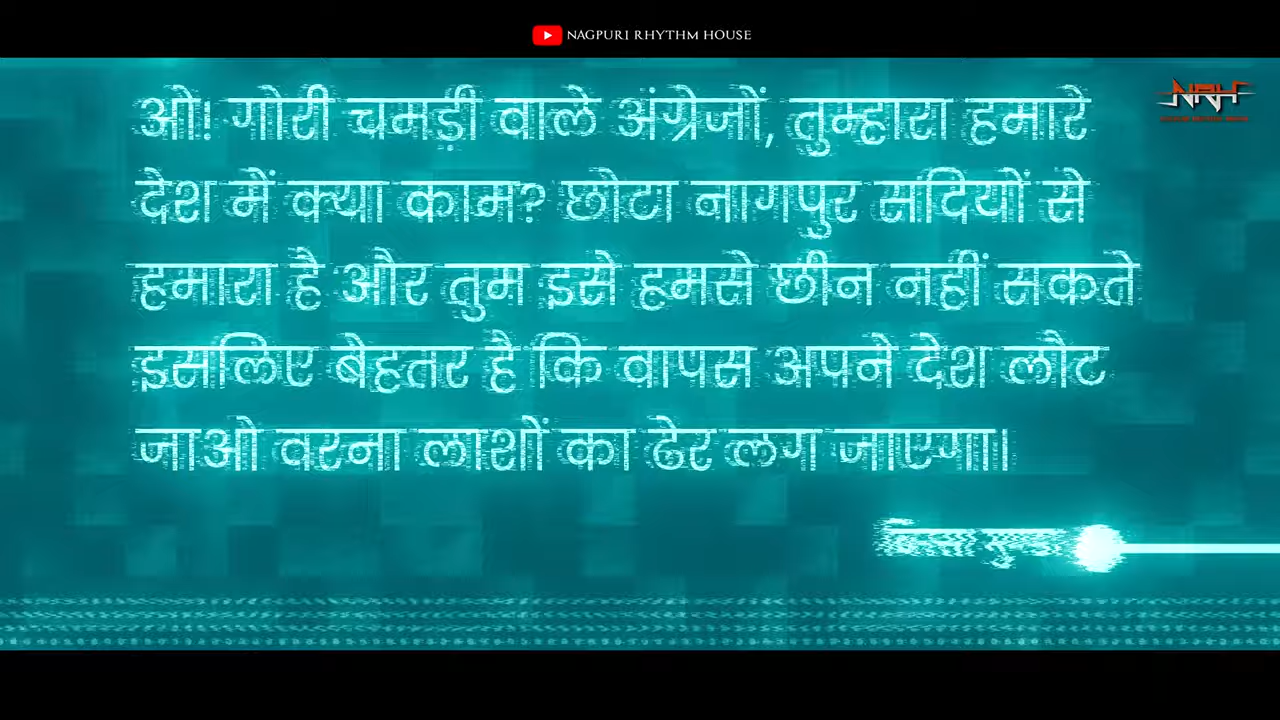 NAGPURI RHYTHM HOUSE
NRH
ओ! गोरी चमड़ी वाले अंग्रेजों, तुम्हारा हमारे
देश में क्या काम? छोटा नागपुर सदियों से
हमारा है और तुम इसे हमसे छीन नहीं सकते
इसलिए बेहतर है कि वापस अपने देश लौट
जाओ वरना लाशों का ढेर लग जाएगा।